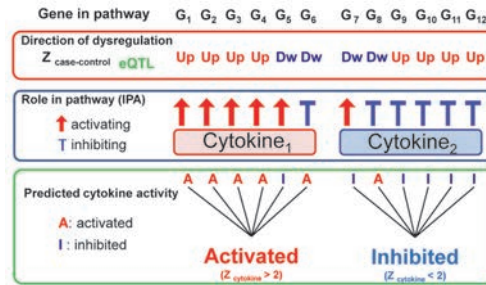 Gene in pathway G1 G2 G3 G4 G5 G6 G7 G8 G9 G10 G11 G12
Direction of dysregulation
Z case-control eQTL Up Up Up Up Dw Dw Dw Dw Up Up Up Up
Role in pathway (IPA)
activating
T inhibiting
Cytokine1 Cytokine2
Predicted cytokine activity
A A A A I A I A I I I I
A: activated
I : inhibited
Activated Inhibited
(Z cytokine > 2) (Z cytokine < 2)